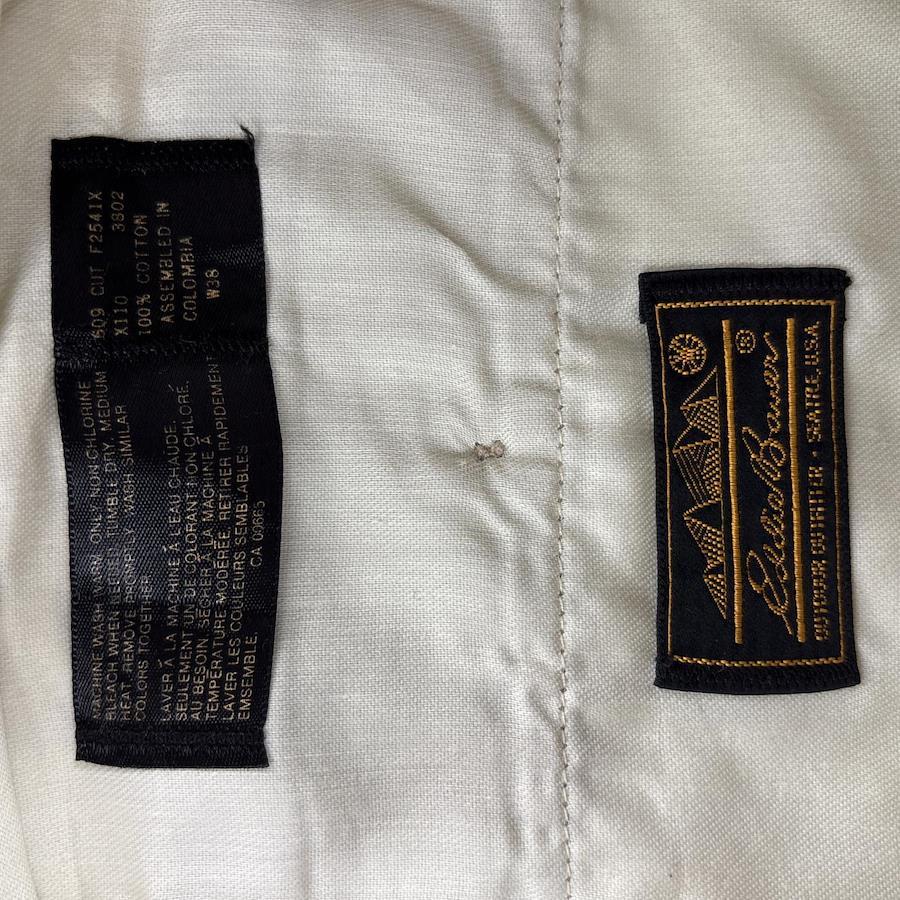 609 CUT F2541X
X110 3802
100% COTTON
ASSEMBLED IN
COLOMBIA
W38
MACHINE WASH WARM. ONLY NON-CHLORINE
BLEACH WHEN NEEDED. TUMBLE DRY, MEDIUM
HEAT. REMOVE PROMPTLY. WASH SIMILAR
COLORS TOGETHER.
LAVER À LA MACHINE À L'EAU CHAUDE.
SEULEMENT UN DÉCOLORANT NON CHLORÉ,
AU BESOIN. SÉCHER À LA MACHINE À
TEMPERATURE MODÉRÉE, RETIRER RAPIDEMENT
LAVER LES COULEURS SEMBLABLES
EMSEMBLE. CA 00665
Eddie Bauer ®
OUTDOOR OUTFITTER · SEATTLE, U.S.A.